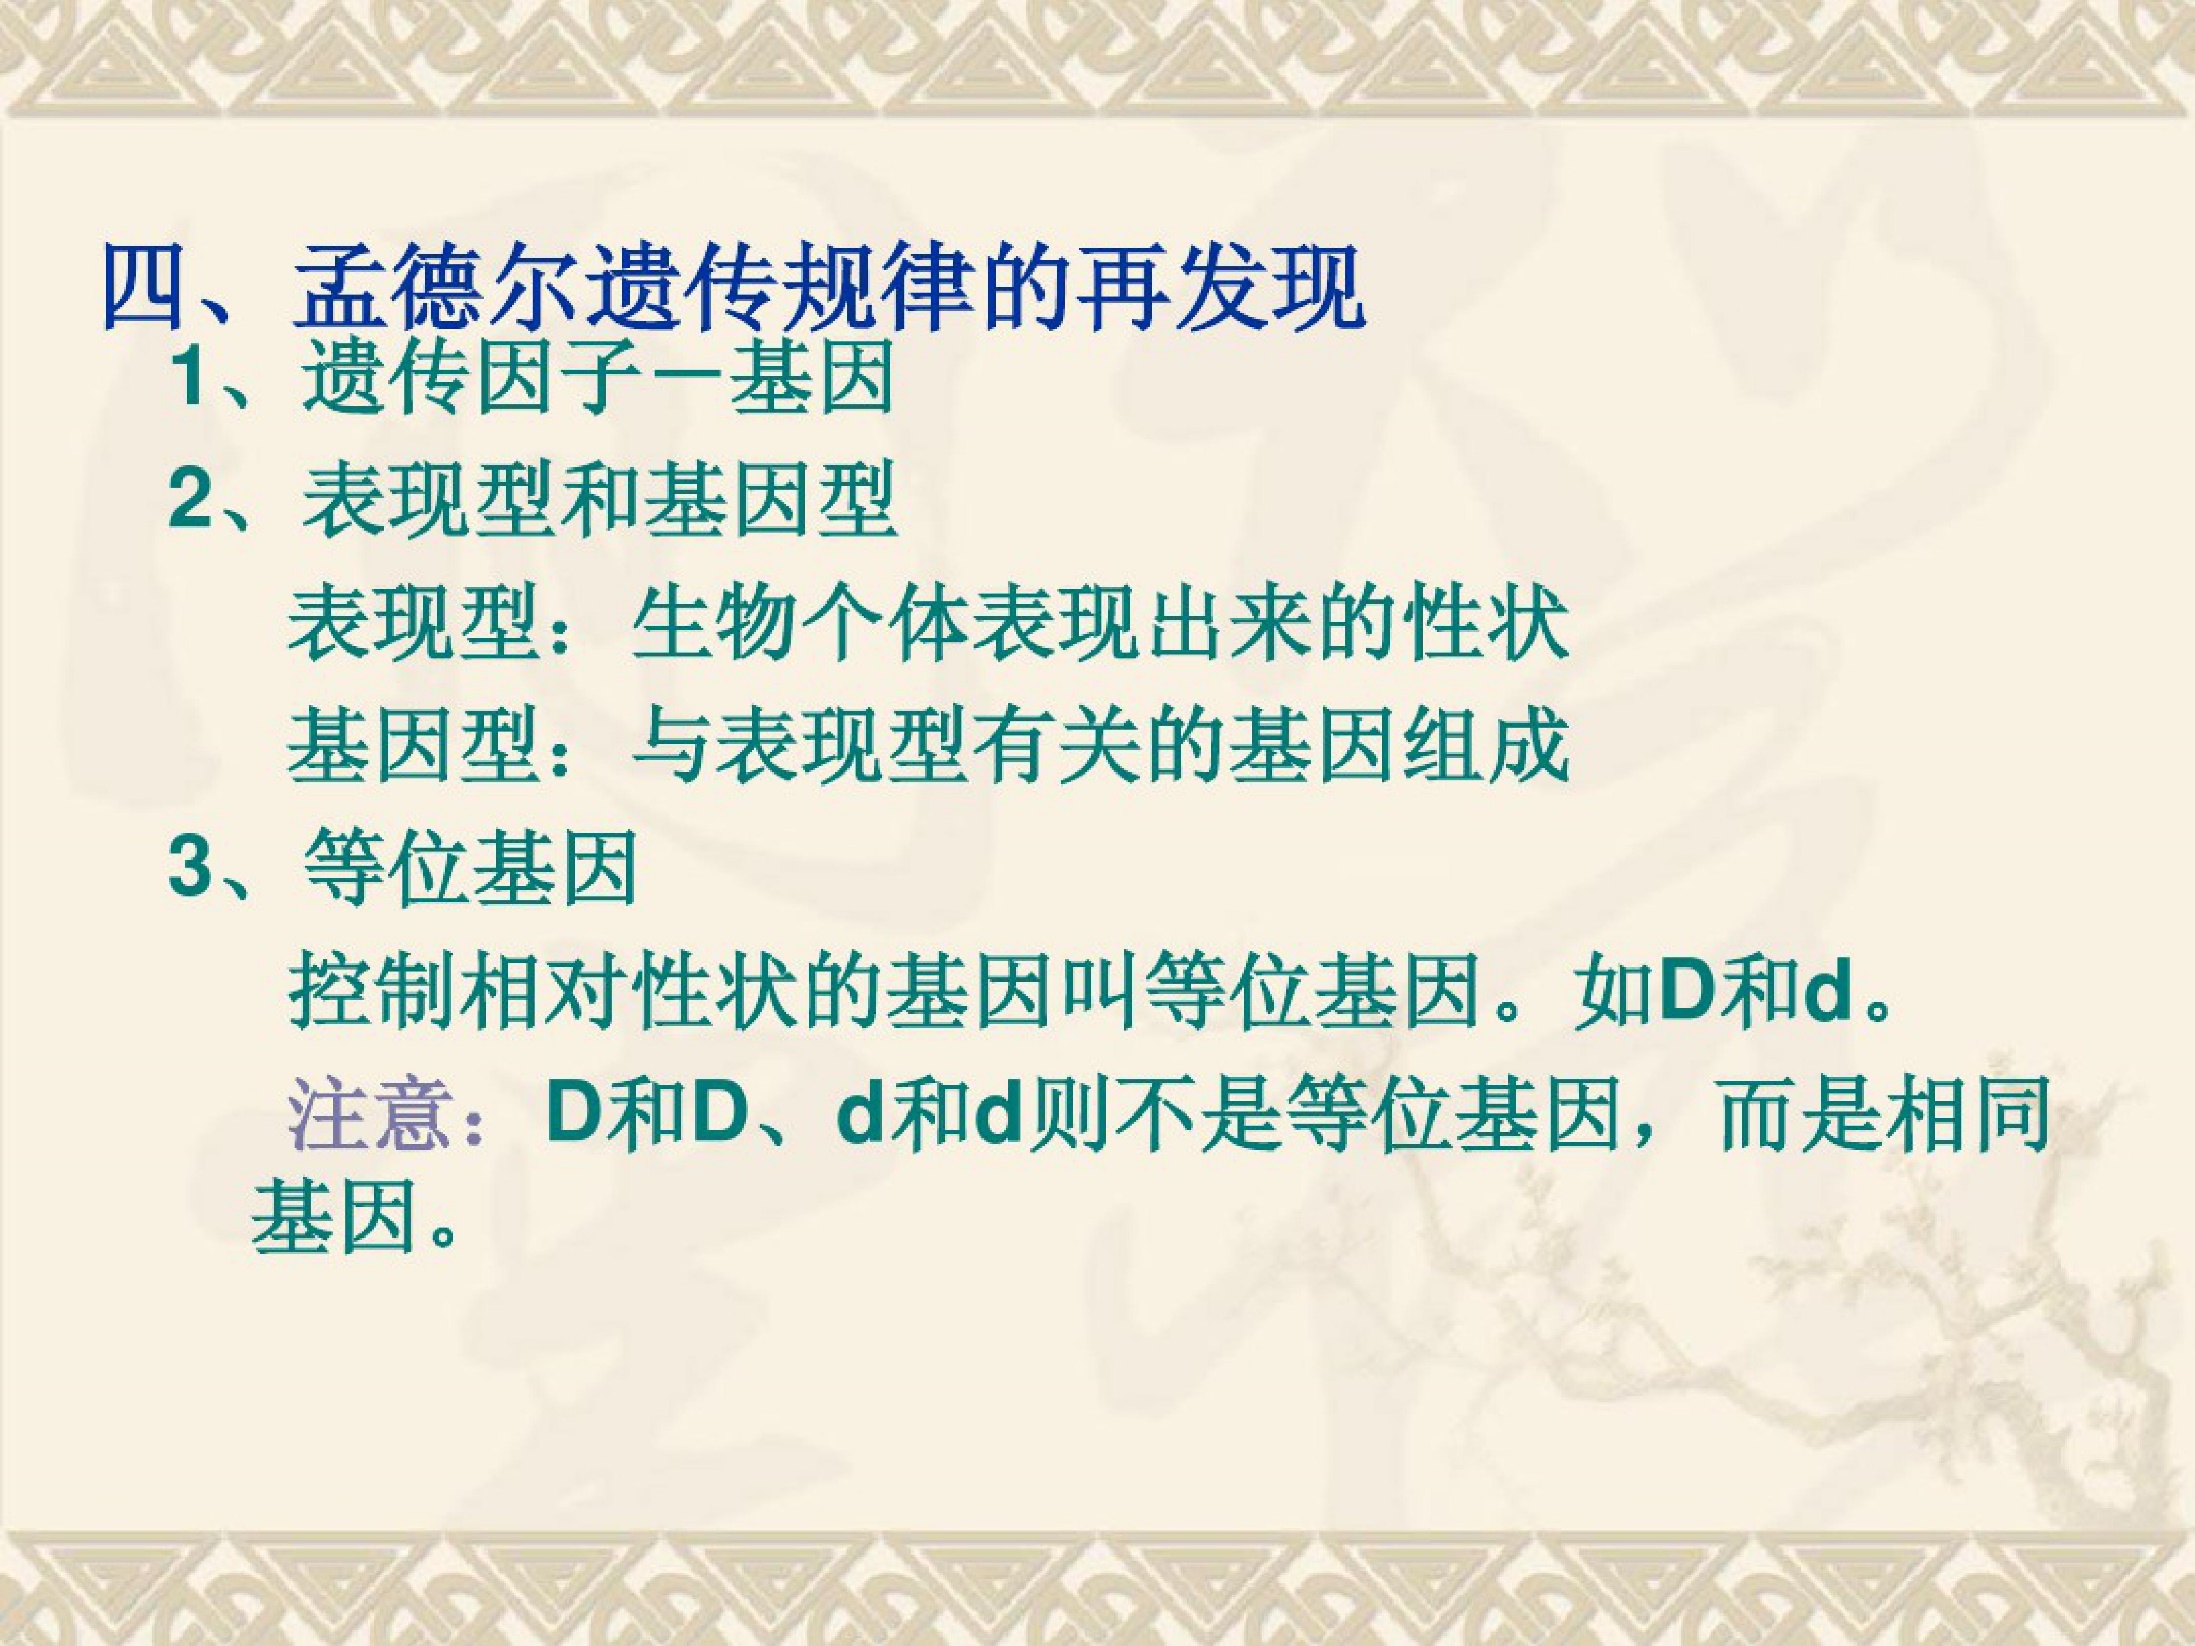 四、孟德尔遗传规律的再发现
1、遗传因子－基因
2、表现型和基因型
表现型：生物个体表现出来的性状
基因型：与表现型有关的基因组成
3、等位基因
控制相对性状的基因叫等位基因。如D和d。
注意：D和D、d和d则不是等位基因，而是相同
基因。